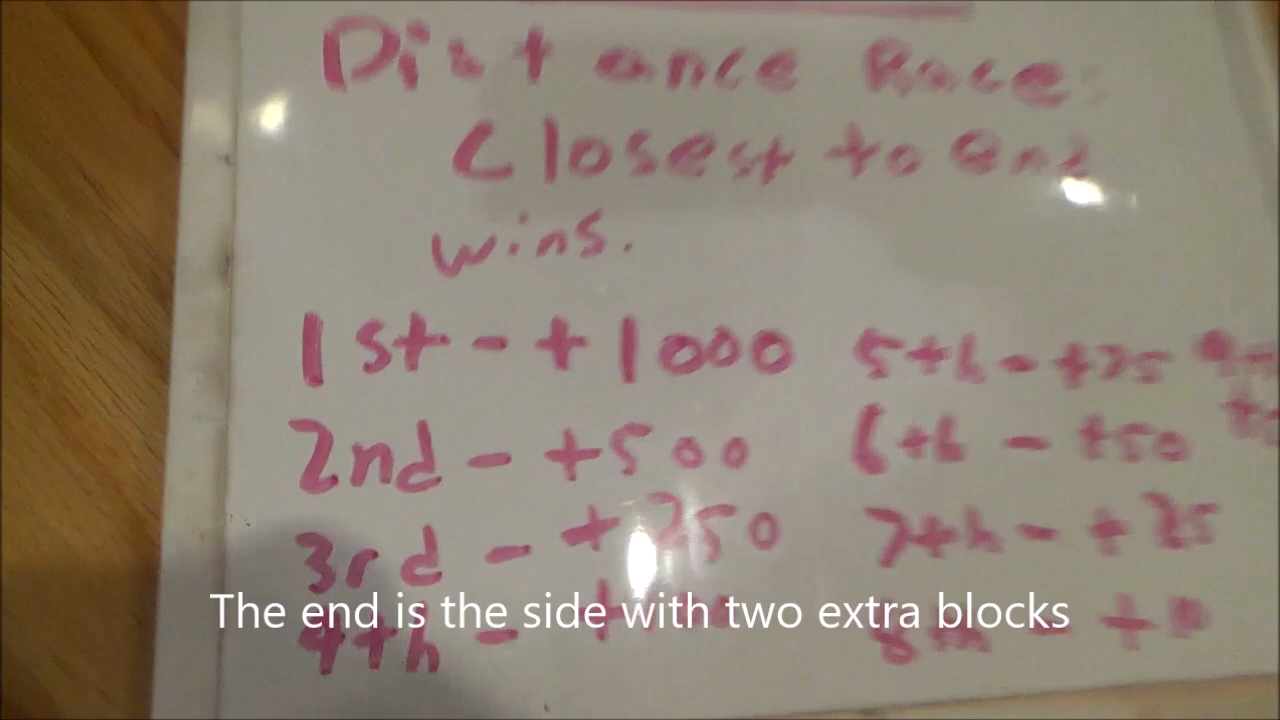 Distance Race:
Closest to end
wins.
1st - +1000
2nd - +500
3rd - +250
4th -
5th - +75
6th - +50
7th - +25
8th - +
The end is the side with two extra blocks